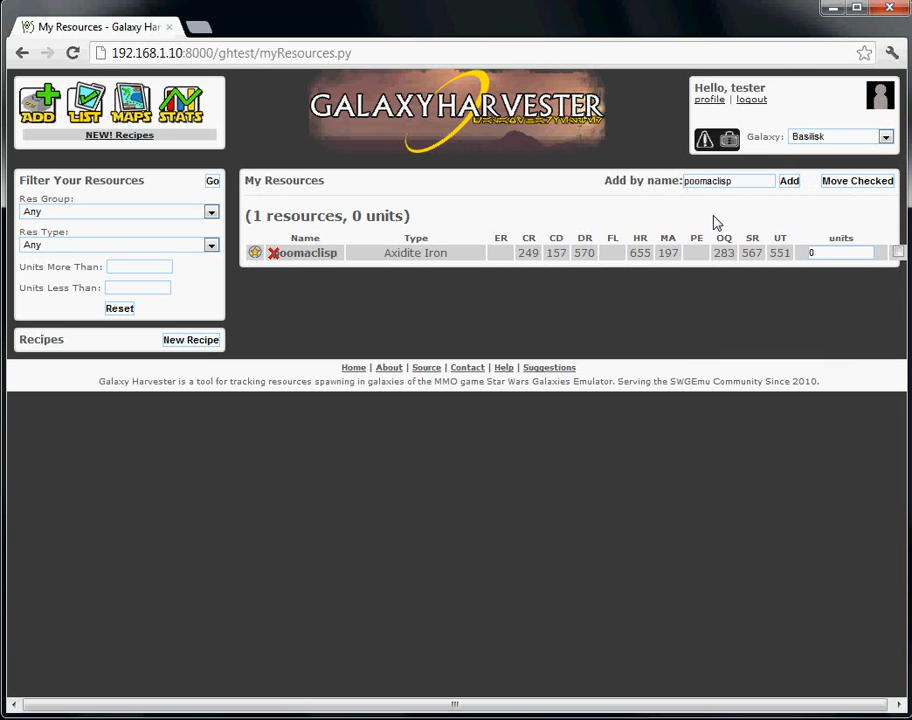 My Resources - Galaxy Har
192.168.1.10:8000/ghtest/myResources.py
ADD LIST MAPS STATS
NEW! Recipes
GALAXY HARVESTER
Hello, tester
profile | logout
Galaxy: Basilisk
Filter Your Resources Go
Res Group:
Any
Res Type:
Any
Units More Than:
Units Less Than:
Reset
Recipes New Recipe
My Resources Add by name: poomaclisp Add Move Checked
(1 resources, 0 units)
Name Type ER CR CD DR FL HR MA PE OQ SR UT units
poomaclisp Axidite Iron 249 157 570 655 197 283 567 551 0
Home | About | Source | Contact | Help | Suggestions
Galaxy Harvester is a tool for tracking resources spawning in galaxies of the MMO game Star Wars Galaxies Emulator. Serving the SWGEmu Community Since 2010.